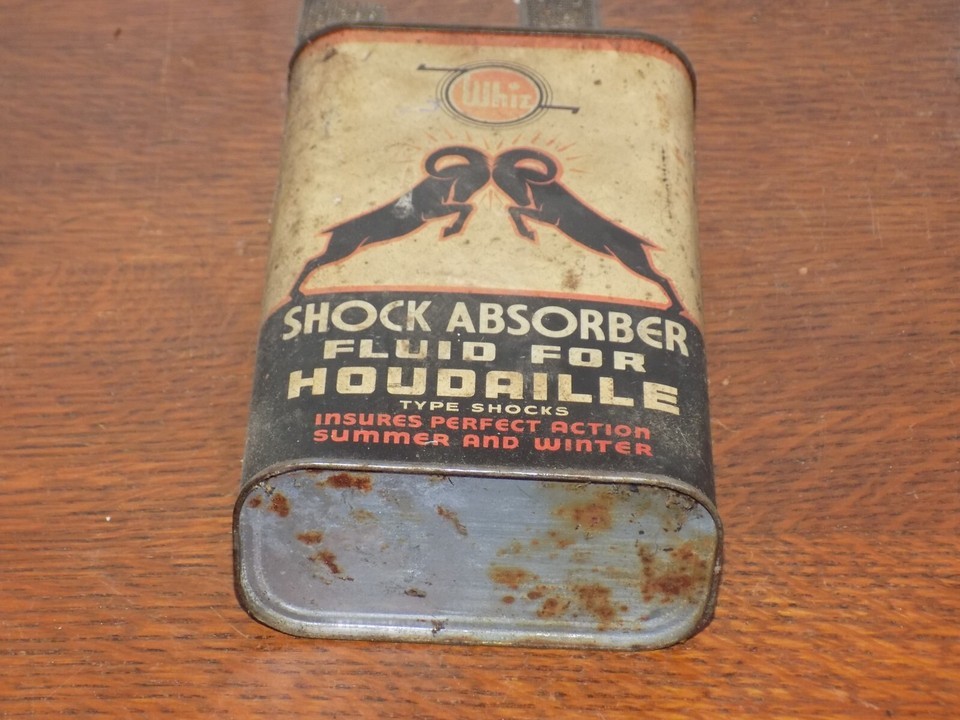 Whiz
SHOCK ABSORBER
FLUID FOR
HOUDAILLE
TYPE SHOCKS
INSURES PERFECT ACTION
SUMMER AND WINTER